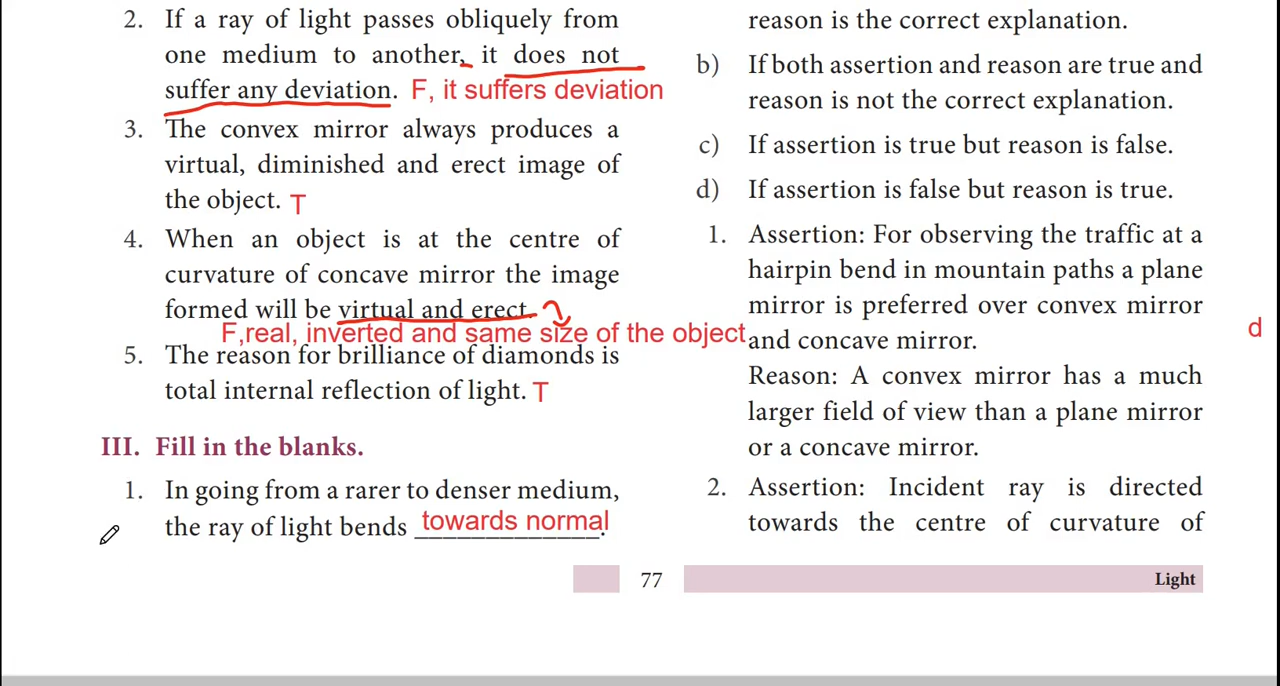 2. If a ray of light passes obliquely from
one medium to another, it does not
suffer any deviation. F, it suffers deviation
3. The convex mirror always produces a
virtual, diminished and erect image of
the object. T
4. When an object is at the centre of
curvature of concave mirror the image
formed will be virtual and erect.
F,real, inverted and same size of the object
5. The reason for brilliance of diamonds is
total internal reflection of light. T
III. Fill in the blanks.
1. In going from a rarer to denser medium,
the ray of light bends towards normal.
reason is the correct explanation.
b) If both assertion and reason are true and
reason is not the correct explanation.
c) If assertion is true but reason is false.
d) If assertion is false but reason is true.
1. Assertion: For observing the traffic at a
hairpin bend in mountain paths a plane
mirror is preferred over convex mirror
and concave mirror. d
Reason: A convex mirror has a much
larger field of view than a plane mirror
or a concave mirror.
2. Assertion: Incident ray is directed
towards the centre of curvature of
77 Light